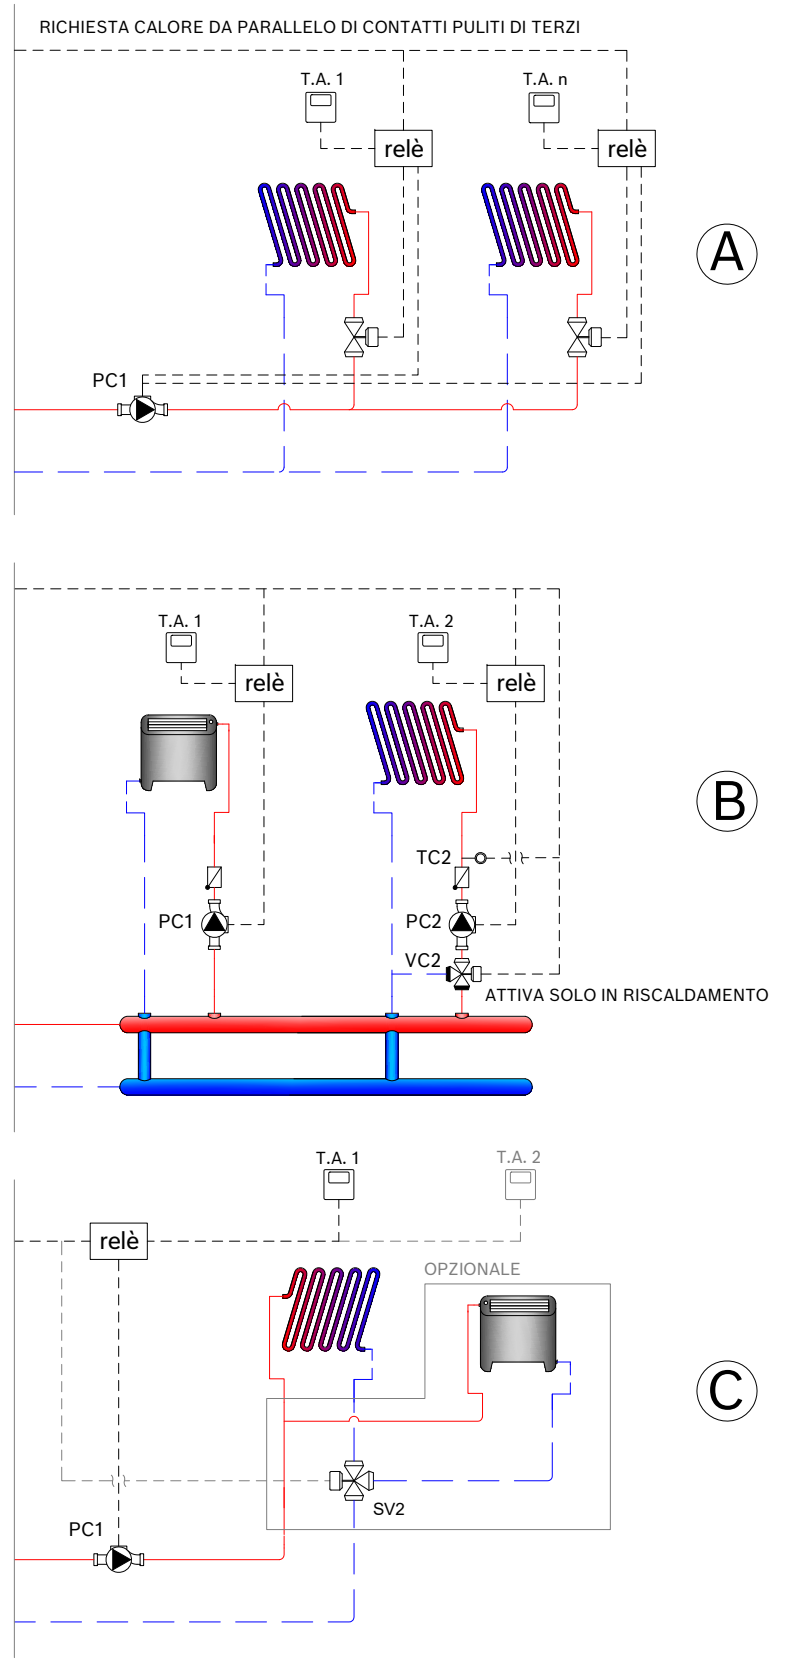 RICHIESTA CALORE DA PARALLELO DI CONTATTI PULITI DI TERZI
T.A. 1
T.A. n
relè
relè
A
PC1
T.A. 1
T.A. 2
relè
relè
B
TC2
PC1
PC2
VC2
ATTIVA SOLO IN RISCALDAMENTO
T.A. 1
T.A. 2
relè
OPZIONALE
C
SV2
PC1